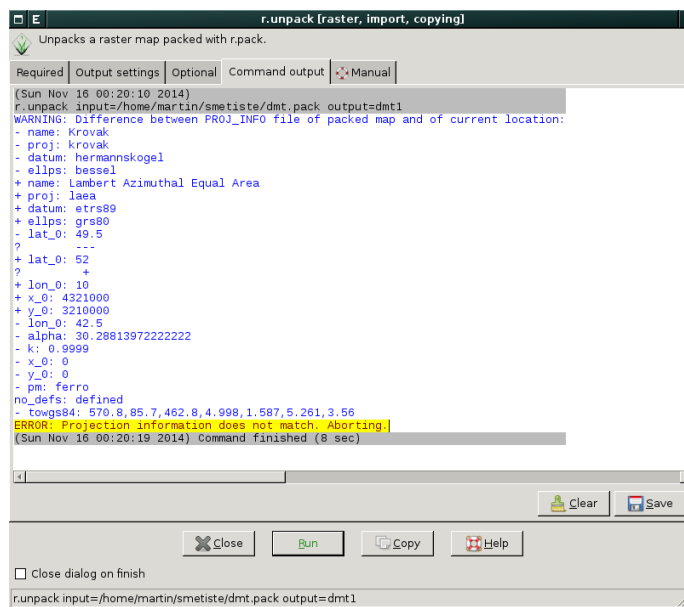 r.unpack [raster, import, copying]
Unpacks a raster map packed with r.pack.
Required Output settings Optional Command output Manual
(Sun Nov 16 00:20:10 2014)
r.unpack input=/home/martin/smetiste/dmt.pack output=dmt1
WARNING: Difference between PROJ_INFO file of packed map and of current location:
- name: Krovak
- proj: krovak
- datum: hermannskogel
- ellps: bessel
+ name: Lambert Azimuthal Equal Area
+ proj: laea
+ datum: etrs89
+ ellps: grs80
- lat_0: 49.5
? ---
+ lat_0: 52
? +
+ lon_0: 10
+ x_0: 4321000
+ y_0: 3210000
- lon_0: 42.5
- alpha: 30.28813972222222
- k: 0.9999
- x_0: 0
- y_0: 0
- pm: ferro
no_defs: defined
- towgs84: 570.8,85.7,462.8,4.998,1.587,5.261,3.56
ERROR: Projection information does not match. Aborting.
(Sun Nov 16 00:20:19 2014) Command finished (8 sec)
Clear Save
Close Run Copy Help
Close dialog on finish
r.unpack input=/home/martin/smetiste/dmt.pack output=dmt1